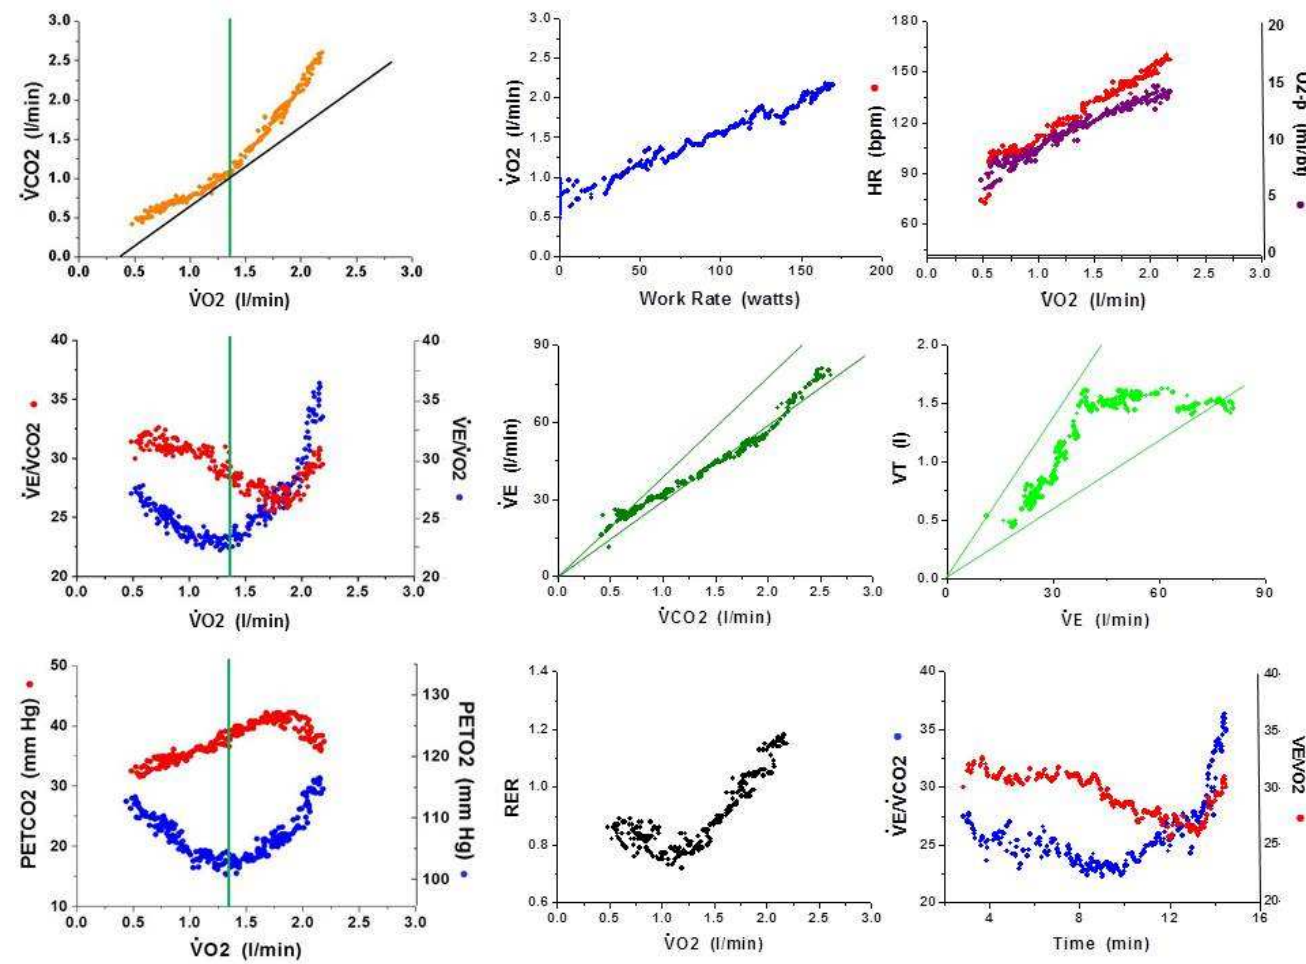 3.0
2.5
2.0
1.5
1.0
0.5
0.0
V̇CO2 (l/min)
0.0 0.5 1.0 1.5 2.0 2.5 3.0
V̇O2 (l/min)
3.0
2.5
2.0
1.5
1.0
0.5
0.0
V̇O2 (l/min)
0 50 100 150 200
Work Rate (watts)
180
150
120
90
60
HR (bpm)
20
15
10
5
0
O2-p (ml/bt)
0.0 0.5 1.0 1.5 2.0 2.5 3.0
V̇O2 (l/min)
40
35
30
25
20
V̇E/V̇CO2
40
35
30
25
20
V̇E/V̇O2
0.0 0.5 1.0 1.5 2.0 2.5 3.0
V̇O2 (l/min)
90
60
30
0
V̇E (l/min)
0.0 0.5 1.0 1.5 2.0 2.5 3.0
V̇CO2 (l/min)
2.0
1.5
1.0
0.5
0.0
VT (l)
0 30 60 90
V̇E (l/min)
50
40
30
20
10
PETCO2 (mm Hg)
130
120
110
100
PETO2 (mm Hg)
0.0 0.5 1.0 1.5 2.0 2.5 3.0
V̇O2 (l/min)
1.4
1.2
1.0
0.8
0.6
RER
0.0 0.5 1.0 1.5 2.0 2.5 3.0
V̇O2 (l/min)
40
35
30
25
20
V̇E/V̇CO2
40
30
20
VE/VO2
4 8 12 16
Time (min)